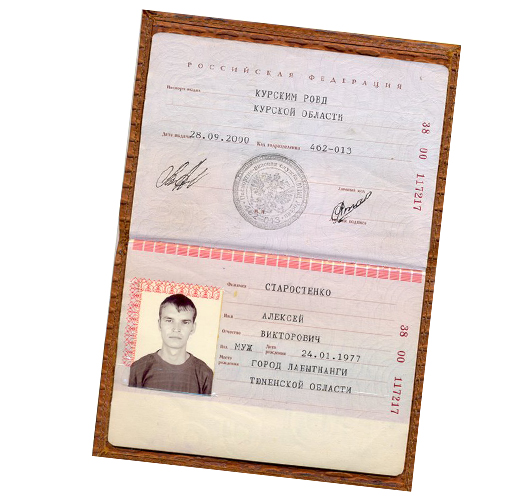 РОССИЙСКАЯ ФЕДЕРАЦИЯ
Паспорт выдан КУРСКИМ РОВД
КУРСКОЙ ОБЛАСТИ
Дата выдачи 28.09.2000 Код подразделения 462-013
Личный код
подпись
38 00 117217
Фамилия СТАРОСТЕНКО
Имя АЛЕКСЕЙ
Отчество ВИКТОРОВИЧ
Пол МУЖ Дата рождения 24.01.1977
Место рождения ГОРОД ЛАБЫТНАНГИ
ТЮМЕНСКОЙ ОБЛАСТИ
38 00 117217